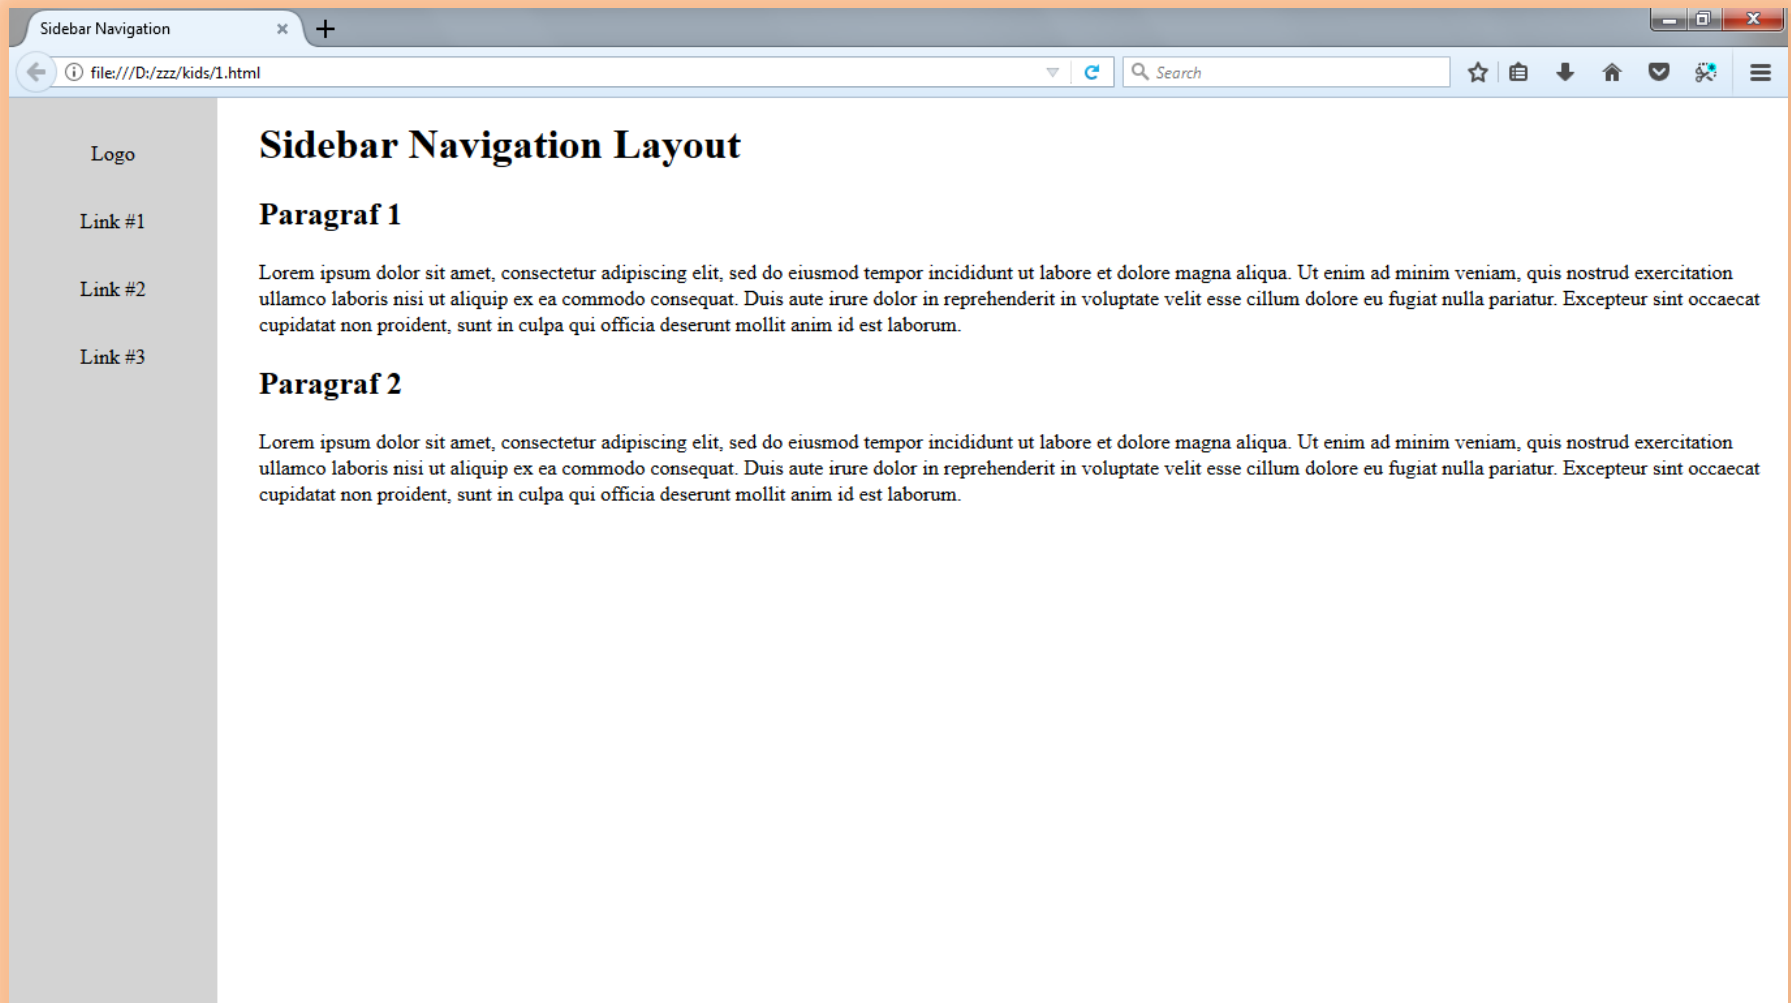 Sidebar Navigation
file:///D:/zzz/kids/1.html
Search
Logo
Link #1
Link #2
Link #3
Sidebar Navigation Layout
Paragraf 1
Lorem ipsum dolor sit amet, consectetur adipiscing elit, sed do eiusmod tempor incididunt ut labore et dolore magna aliqua. Ut enim ad minim veniam, quis nostrud exercitation
ullamco laboris nisi ut aliquip ex ea commodo consequat. Duis aute irure dolor in reprehenderit in voluptate velit esse cillum dolore eu fugiat nulla pariatur. Excepteur sint occaecat
cupidatat non proident, sunt in culpa qui officia deserunt mollit anim id est laborum.
Paragraf 2
Lorem ipsum dolor sit amet, consectetur adipiscing elit, sed do eiusmod tempor incididunt ut labore et dolore magna aliqua. Ut enim ad minim veniam, quis nostrud exercitation
ullamco laboris nisi ut aliquip ex ea commodo consequat. Duis aute irure dolor in reprehenderit in voluptate velit esse cillum dolore eu fugiat nulla pariatur. Excepteur sint occaecat
cupidatat non proident, sunt in culpa qui officia deserunt mollit anim id est laborum.